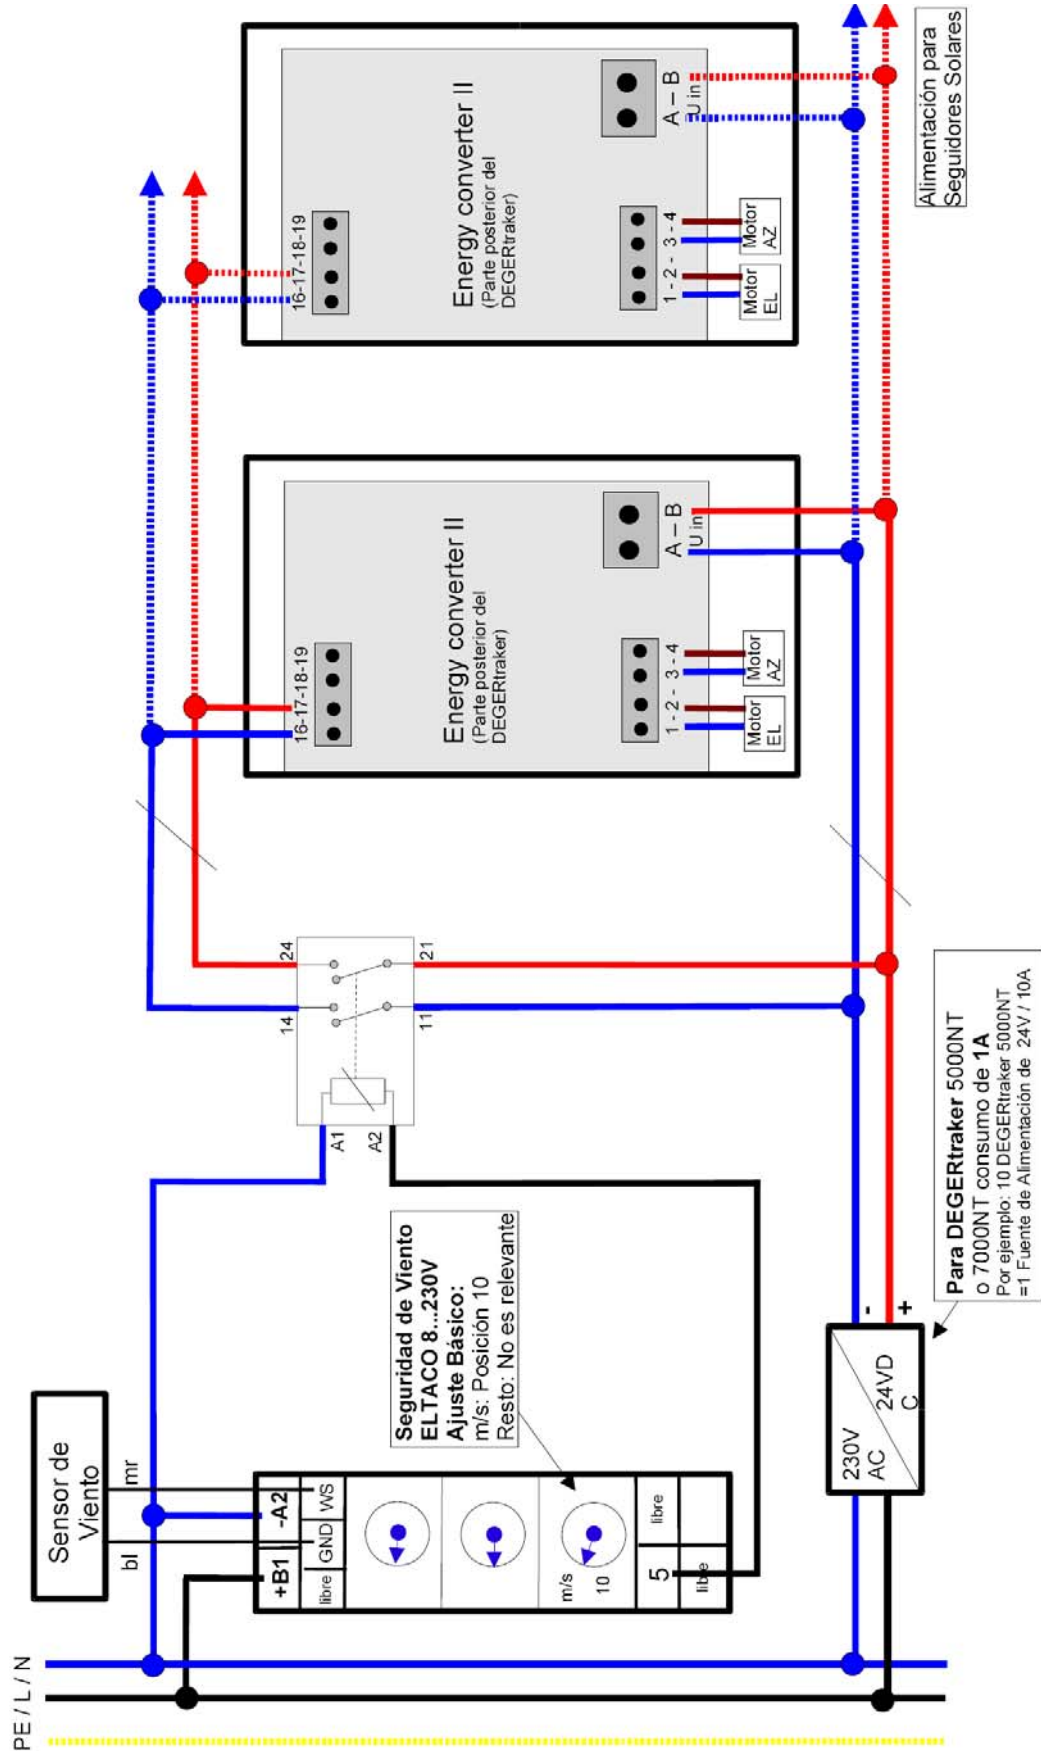 PE / L / N
Sensor de
Viento
bl
mr
+B1
-A2
libre
GND
WS
m/s
10
5
libre
libre
Seguridad de Viento
ELTACO 8...230V
Ajuste Básico:
m/s: Posición 10
Resto: No es relevante
A1
A2
14
24
11
21
230V
AC
24VD
C
-
+
Para DEGERtraker 5000NT
o 7000NT consumo de 1A
Por ejemplo: 10 DEGERtraker 5000NT
=1 Fuente de Alimentación de 24V / 10A
16-17-18-19
Energy converter II
(Parte posterior del
DEGERtraker)
1 - 2 - 3 - 4
Motor
EL
Motor
AZ
A – B
U in
16-17-18-19
Energy converter II
(Parte posterior del
DEGERtraker)
1 - 2 - 3 - 4
Motor
EL
Motor
AZ
A – B
U in
Alimentación para
Seguidores Solares